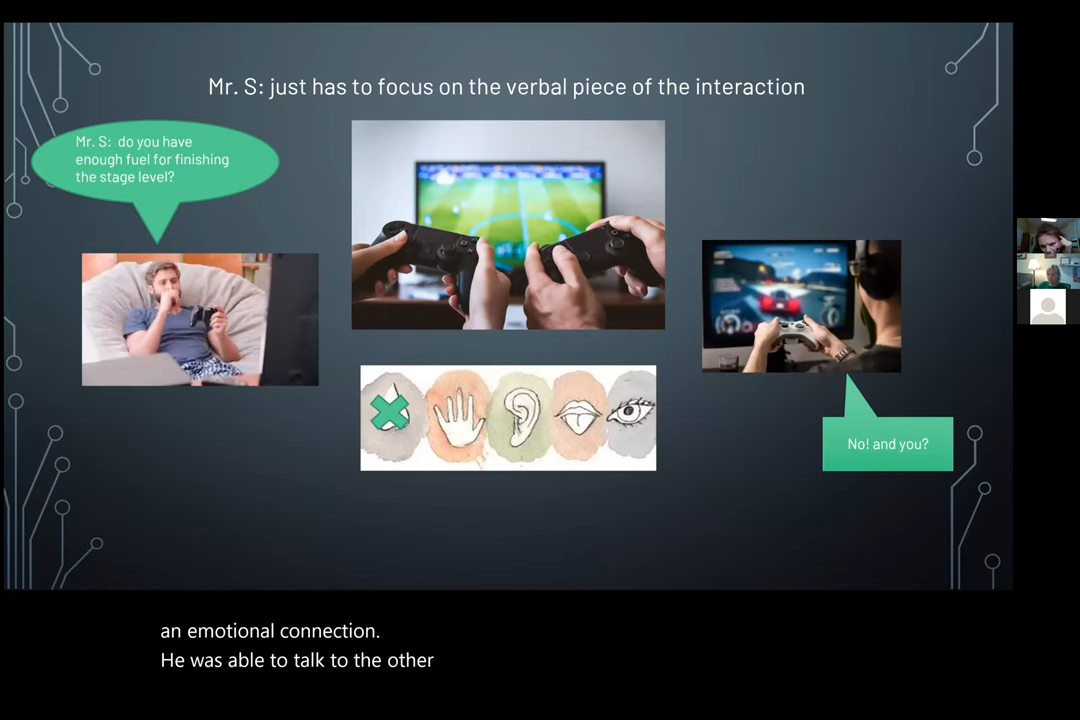 Mr. S: just has to focus on the verbal piece of the interaction
Mr. S: do you have
enough fuel for finishing
the stage level?
No! and you?
an emotional connection.
He was able to talk to the other